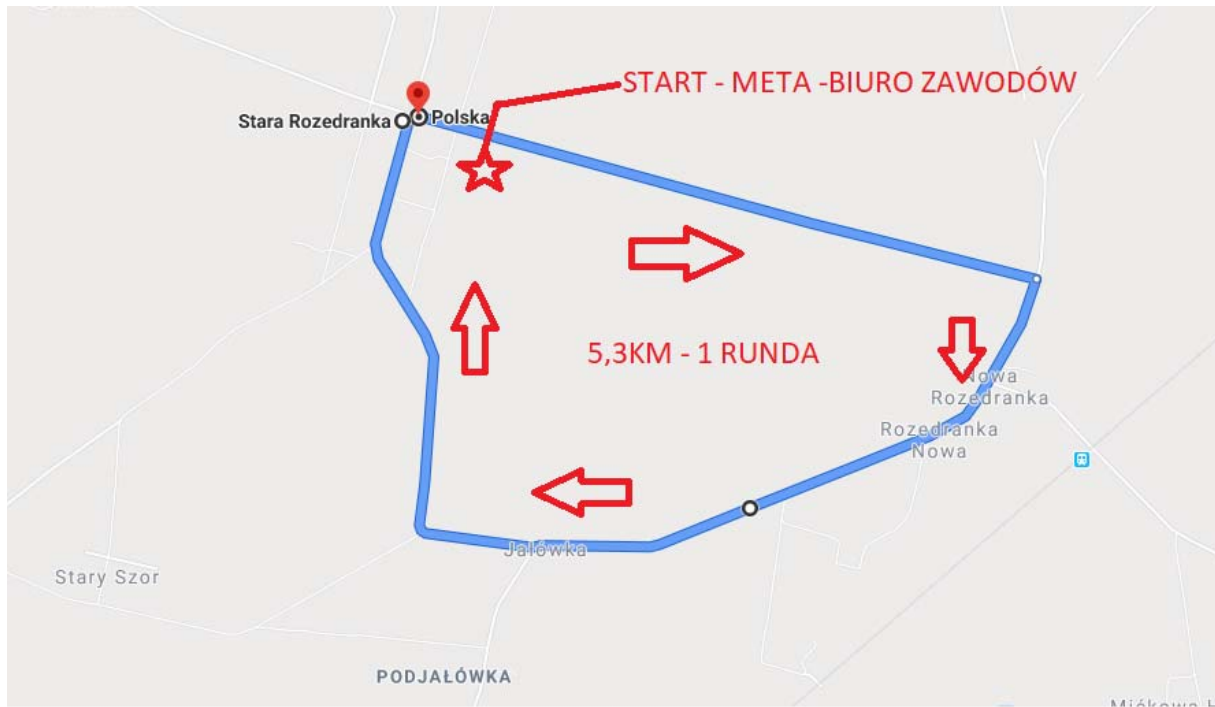 START - META -BIURO ZAWODÓW
Stara Rozedranka
Polska
5,3KM - 1 RUNDA
Nowa
Rozedranka
Rozedranka
Nowa
Jałówka
Stary Szor
PODJAŁÓWKA